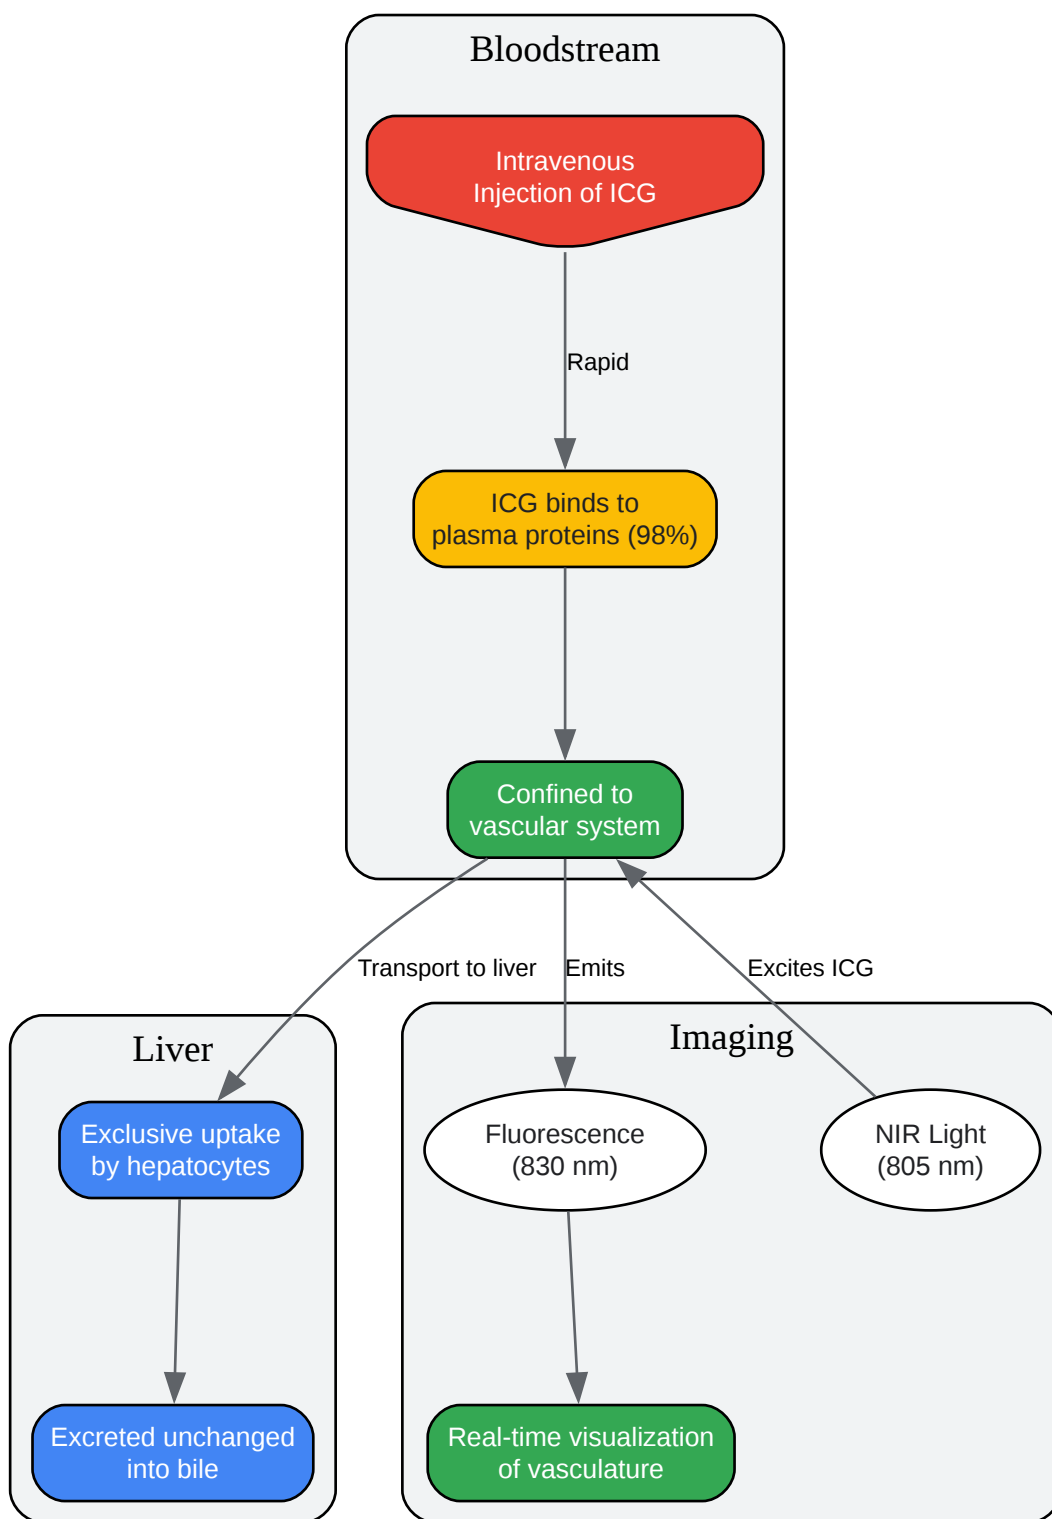 Bloodstream
Intravenous
Injection of ICG
Rapid
ICG binds to
plasma proteins (98%)
Confined to
vascular system
Transport to liver
Emits
Excites ICG
Liver
Imaging
Exclusive uptake
by hepatocytes
Fluorescence
(830 nm)
NIR Light
(805 nm)
Excreted unchanged
into bile
Real-time visualization
of vasculature